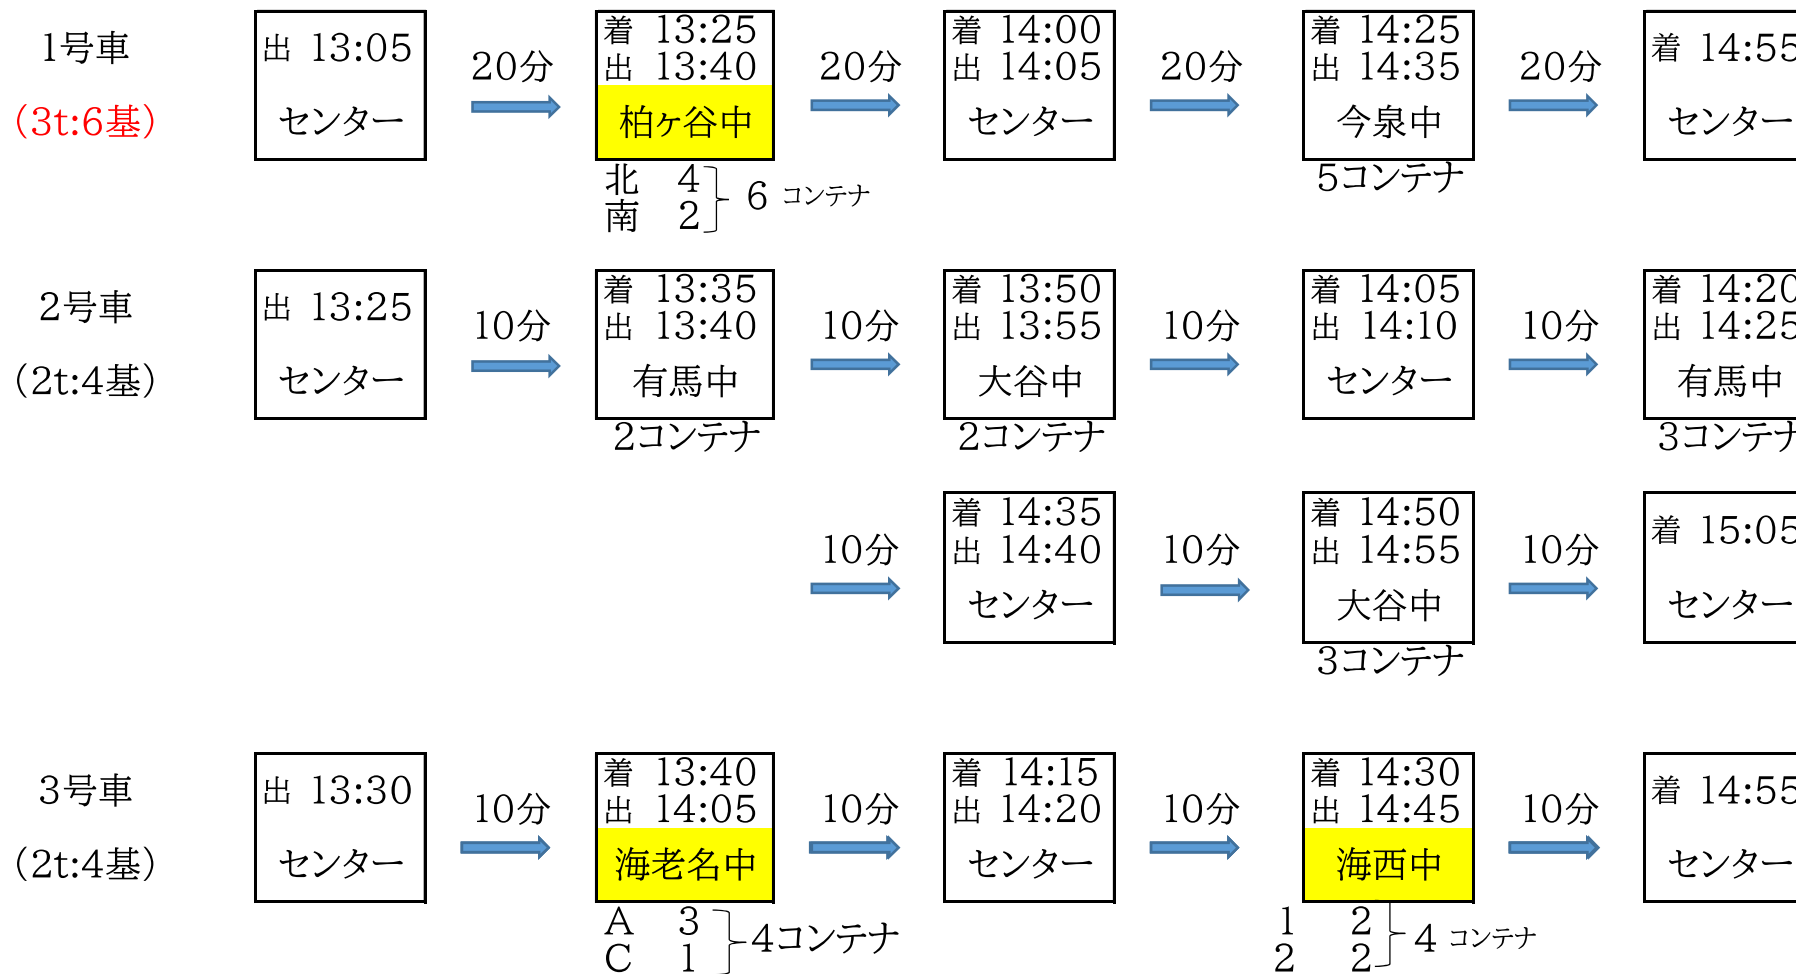 1号車
(3t:6基)
出 13:05
センター
20分
着 13:25
出 13:40
柏ヶ谷中
北 4
南 2
6 コンテナ
20分
着 14:00
出 14:05
センター
20分
着 14:25
出 14:35
今泉中
5コンテナ
20分
着 14:55
センター
2号車
(2t:4基)
出 13:25
センター
10分
着 13:35
出 13:40
有馬中
2コンテナ
10分
着 13:50
出 13:55
大谷中
2コンテナ
10分
着 14:05
出 14:10
センター
10分
着 14:20
出 14:25
有馬中
3コンテナ
10分
着 14:35
出 14:40
センター
10分
着 14:50
出 14:55
大谷中
3コンテナ
10分
着 15:05
センター
3号車
(2t:4基)
出 13:30
センター
10分
着 13:40
出 14:05
海老名中
A 3
C 1
4コンテナ
10分
着 14:15
出 14:20
センター
10分
着 14:30
出 14:45
海西中
1 2
2 2
4 コンテナ
10分
着 14:55
センター